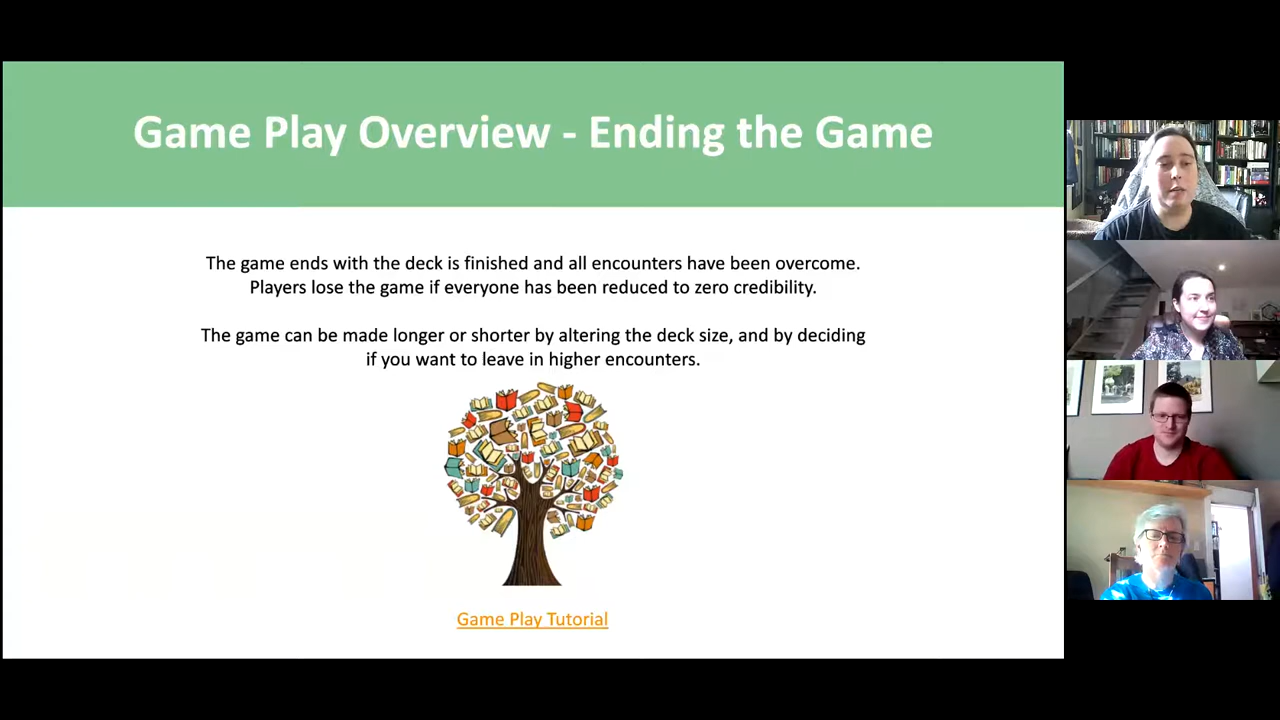 Game Play Overview - Ending the Game
The game ends with the deck is finished and all encounters have been overcome.
Players lose the game if everyone has been reduced to zero credibility.
The game can be made longer or shorter by altering the deck size, and by deciding
if you want to leave in higher encounters.
Game Play Tutorial